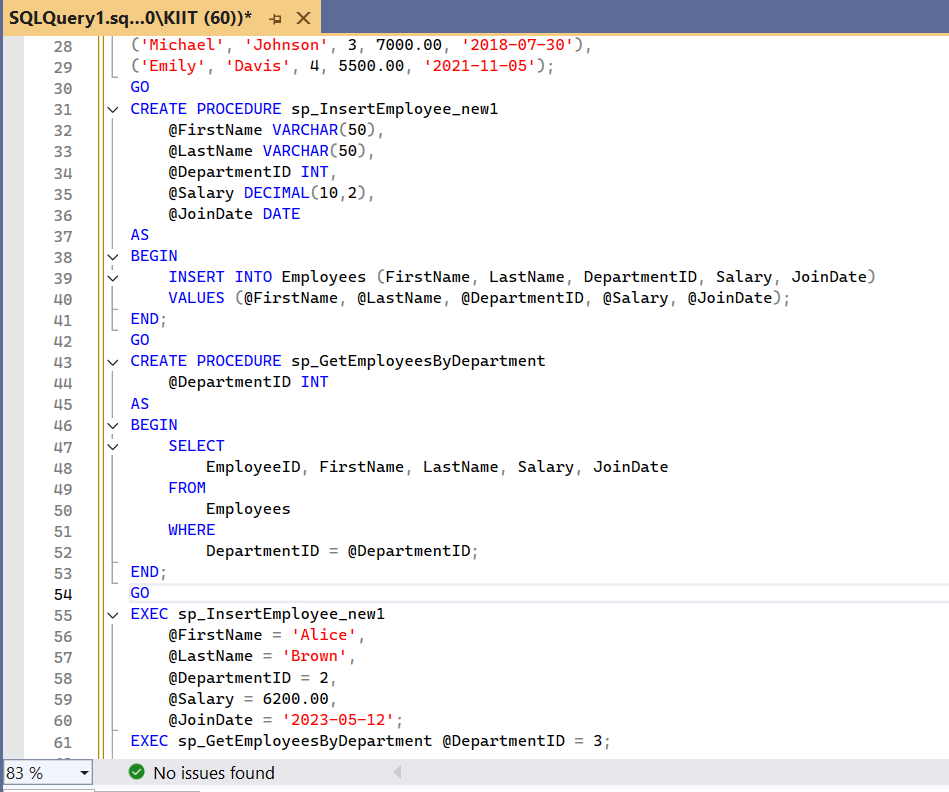 SQLQuery1.sq...0\KIIT (60))*
28 ('Michael', 'Johnson', 3, 7000.00, '2018-07-30'),
29 ('Emily', 'Davis', 4, 5500.00, '2021-11-05');
30 GO
31 CREATE PROCEDURE sp_InsertEmployee_new1
32 @FirstName VARCHAR(50),
33 @LastName VARCHAR(50),
34 @DepartmentID INT,
35 @Salary DECIMAL(10,2),
36 @JoinDate DATE
37 AS
38 BEGIN
39 INSERT INTO Employees (FirstName, LastName, DepartmentID, Salary, JoinDate)
40 VALUES (@FirstName, @LastName, @DepartmentID, @Salary, @JoinDate);
41 END;
42 GO
43 CREATE PROCEDURE sp_GetEmployeesByDepartment
44 @DepartmentID INT
45 AS
46 BEGIN
47 SELECT
48 EmployeeID, FirstName, LastName, Salary, JoinDate
49 FROM
50 Employees
51 WHERE
52 DepartmentID = @DepartmentID;
53 END;
54 GO
55 EXEC sp_InsertEmployee_new1
56 @FirstName = 'Alice',
57 @LastName = 'Brown',
58 @DepartmentID = 2,
59 @Salary = 6200.00,
60 @JoinDate = '2023-05-12';
61 EXEC sp_GetEmployeesByDepartment @DepartmentID = 3;
83 % No issues found